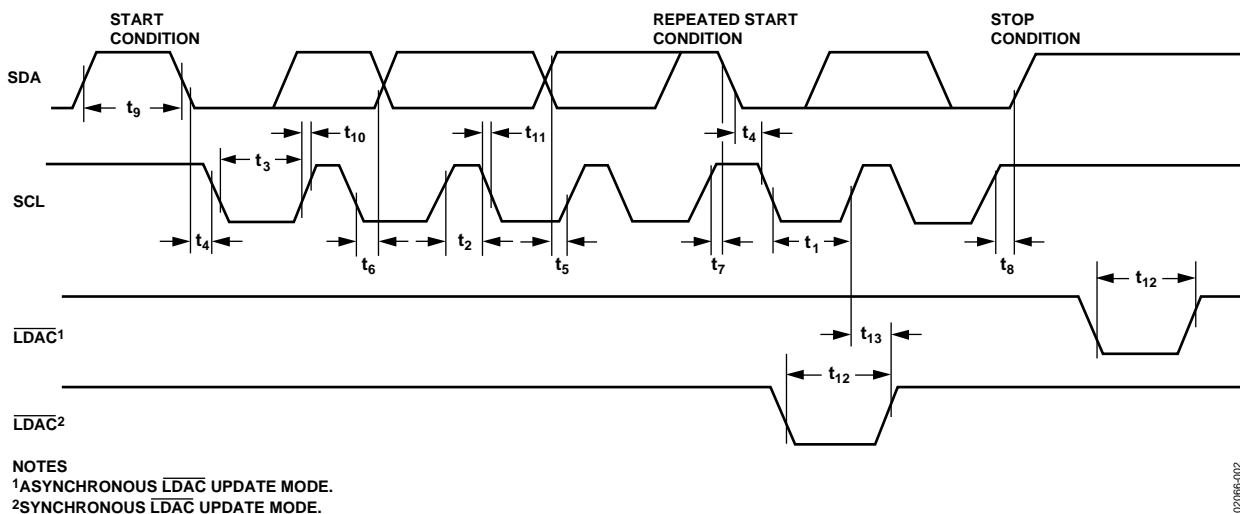 START CONDITION
REPEATED START CONDITION
STOP CONDITION
SDA
t9
t10
t11
t4
t3
SCL
t4
t6
t2
t5
t7
t1
t8
t12
LDAC1
t13
t12
LDAC2
NOTES
1ASYNCHRONOUS LDAC UPDATE MODE.
2SYNCHRONOUS LDAC UPDATE MODE.
02066-002